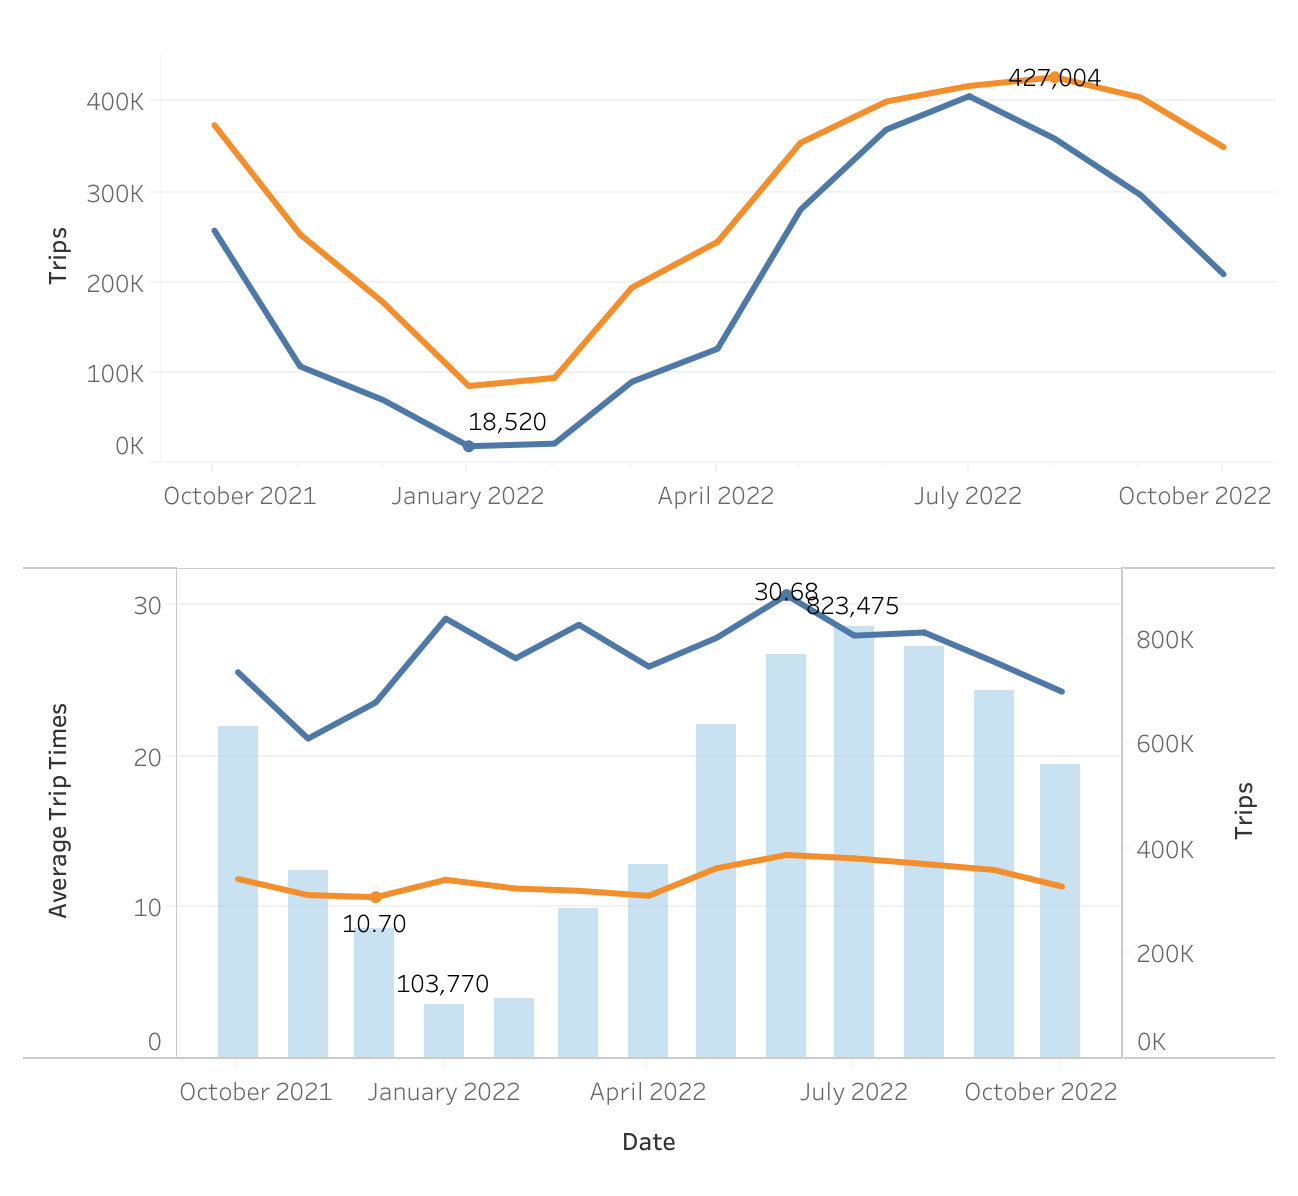 427,004
400K
300K
Trips
200K
100K
18,520
0K
October 2021 January 2022 April 2022 July 2022 October 2022
30.68
823,475
30
800K
20
600K
Average Trip Times
Trips
400K
10
10.70
200K
103,770
0
0K
October 2021 January 2022 April 2022 July 2022 October 2022
Date